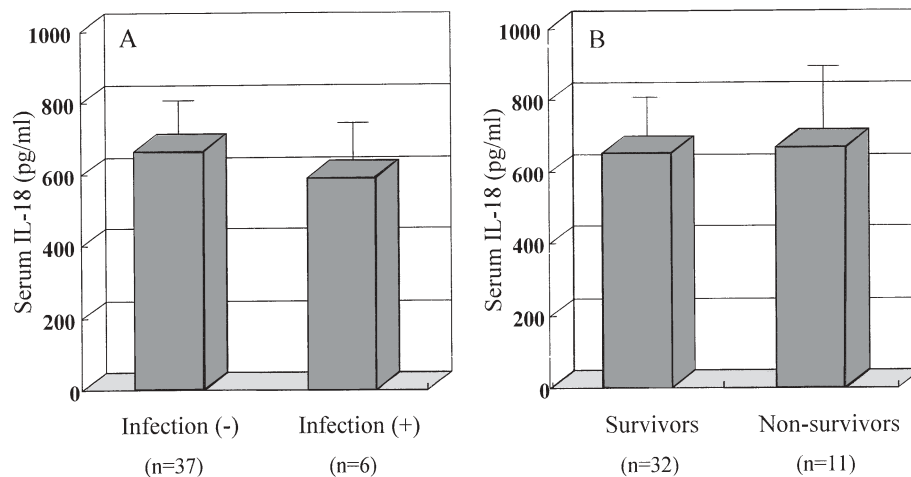 A
Serum IL-18 (pg/ml)
1000
800
600
400
200
0
Infection (-)
Infection (+)
(n=37)
(n=6)
B
Serum IL-18 (pg/ml)
1000
800
600
400
200
0
Survivors
Non-survivors
(n=32)
(n=11)